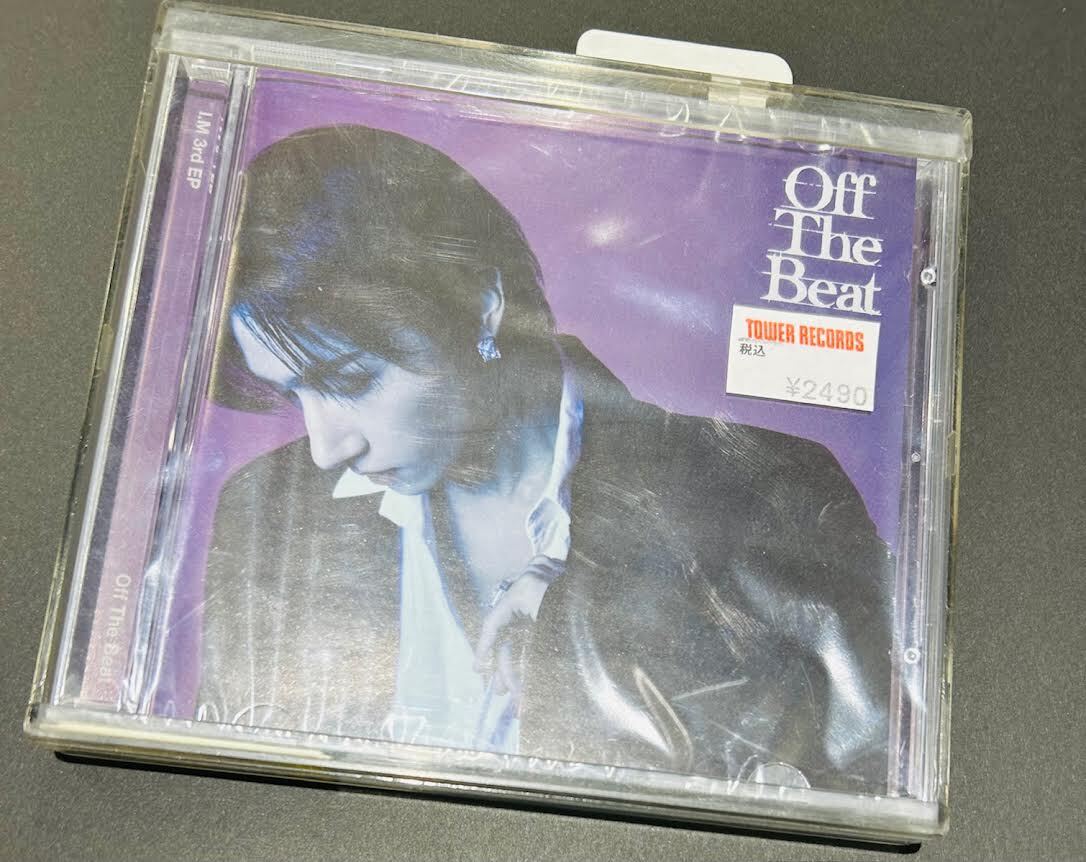 Off
The
Beat
TOWER RECORDS
税込
¥2490
I.M 3rd EP
Off The Beat